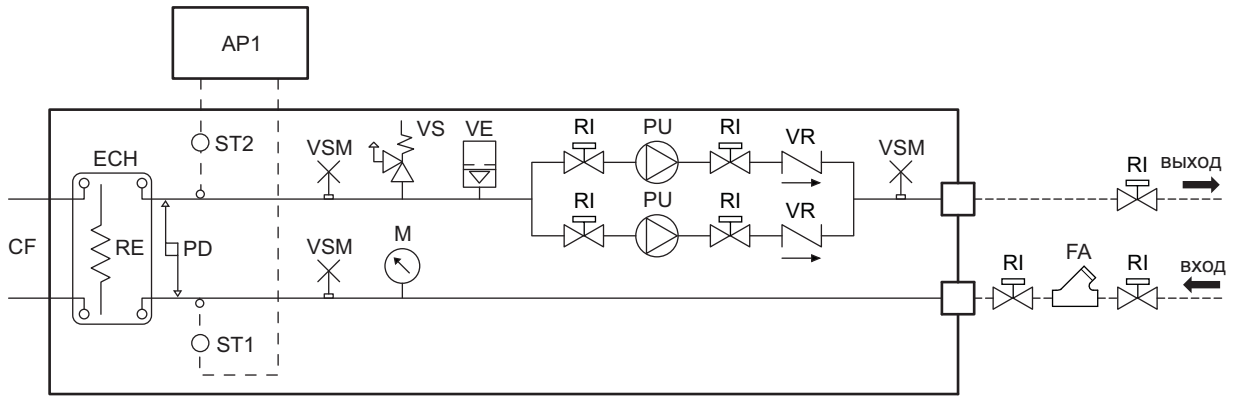 AP1
ST2
VSM
VS
VE
RI
PU
RI
VR
VSM
ECH
RI
выход
CF
RE
PD
RI
PU
RI
VR
VSM
M
RI
FA
RI
вход
ST1